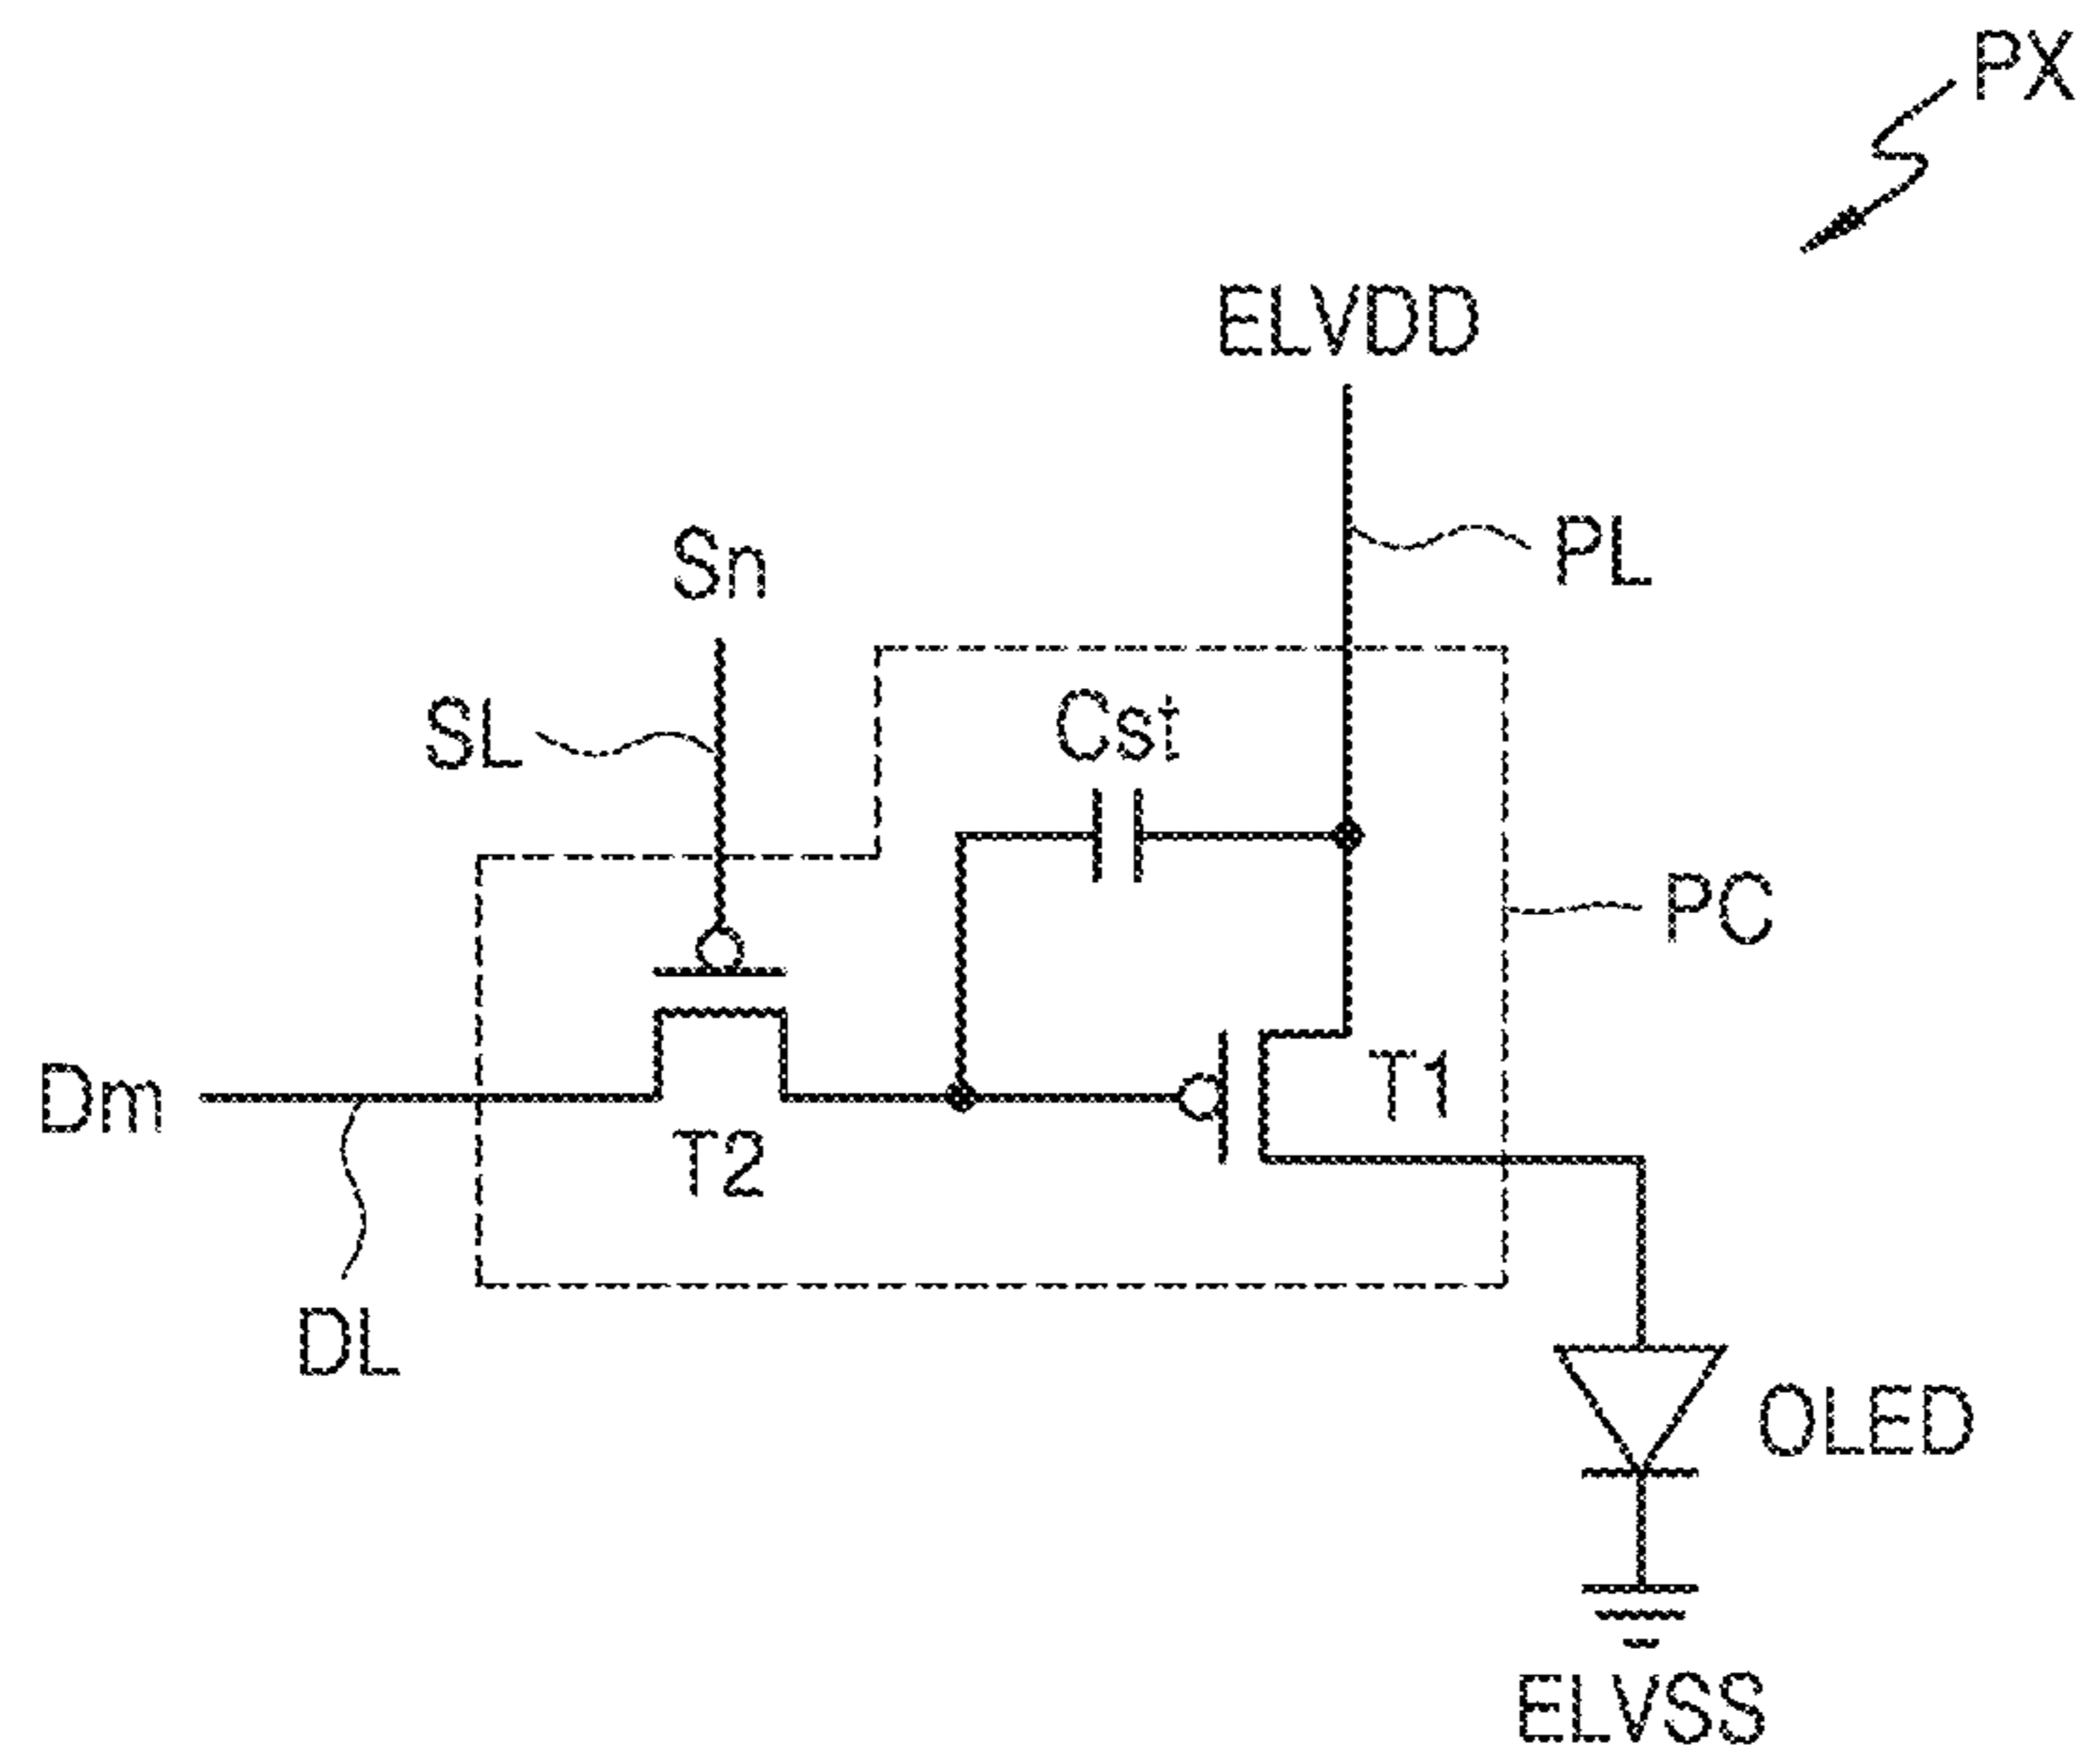 PX
ELVDD
Sn
PL
SL
Cst
PC
Dm
T1
T2
DL
OLED
ELVSS